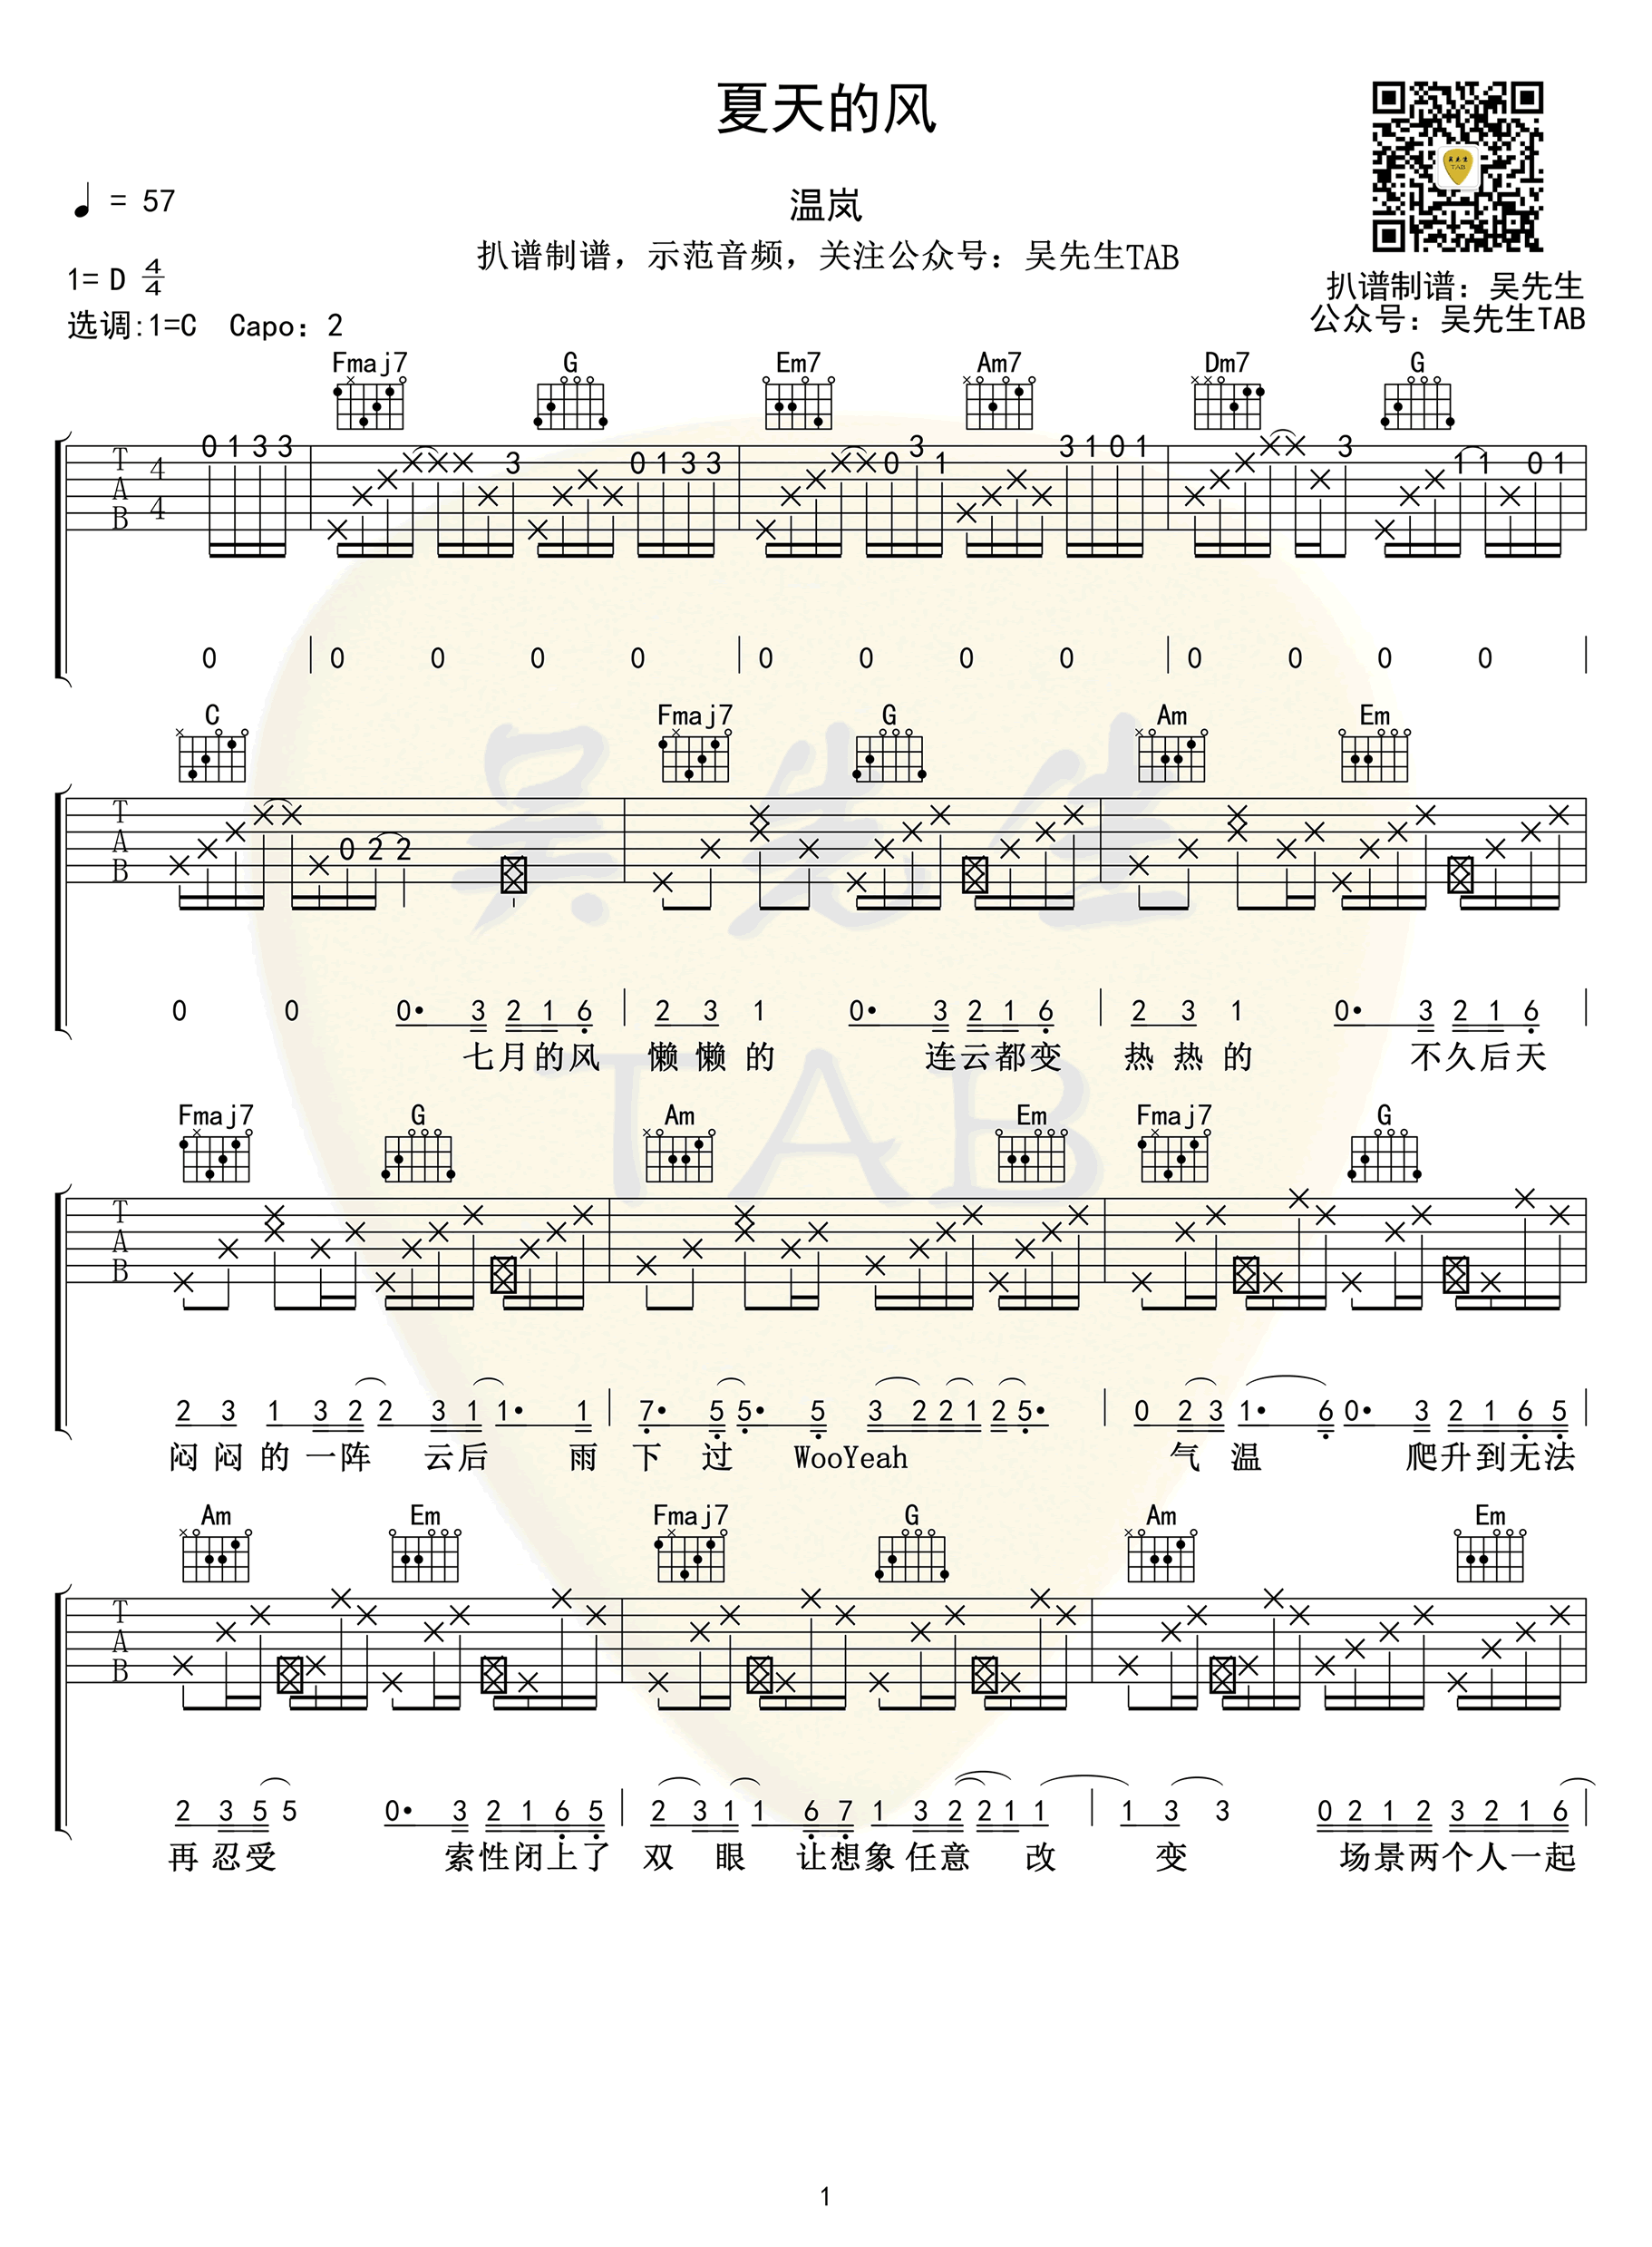 夏天的风
♩ = 57
温岚
扒谱制谱，示范音频，关注公众号：吴先生TAB
1= D 4/4
扒谱制谱：吴先生
选调:1=C Capo：2
公众号：吴先生TAB
Fmaj7 G Em7 Am7 Dm7 G
T A B 4 4 0 1 3 3 3 0 1 3 3 0 3 1 3 1 0 1 3 1 1 0 1
0 0 0 0 0 0 0 0 0 0 0 0 0
C Fmaj7 G Am Em
T A B 0 2 2
0 0 0• 3 2 1 6 2 3 1 0• 3 2 1 6 2 3 1 0• 3 2 1 6
七月的风 懒懒的 连云都变 热热的 不久后天
Fmaj7 G Am Em Fmaj7 G
T A B
2 3 1 3 2 2 3 1 1• 1 7• 5 5• 5 3 2 2 1 2 5• 0 2 3 1• 6 0• 3 2 1 6 5
闷闷的一阵 云后 雨下 过 WooYeah 气温 爬升到无法
Am Em Fmaj7 G Am Em
T A B
2 3 5 5 0• 3 2 1 6 5 2 3 1 1 6 7 1 3 2 2 1 1 1 3 3 0 2 1 2 3 2 1 6
再忍受 索性闭上了 双 眼 让想象任意 改 变 场景两个人一起
吴先生
TAB
1